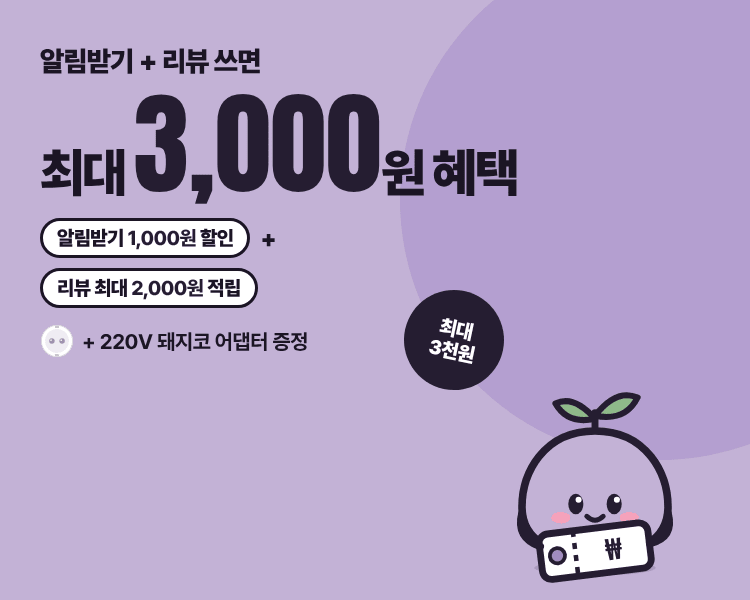 알림받기 + 리뷰 쓰면
최대 3,000원 혜택
알림받기 1,000원 할인 +
리뷰 최대 2,000원 적립
+ 220V 돼지코 어댑터 증정
최대
3천원
₩